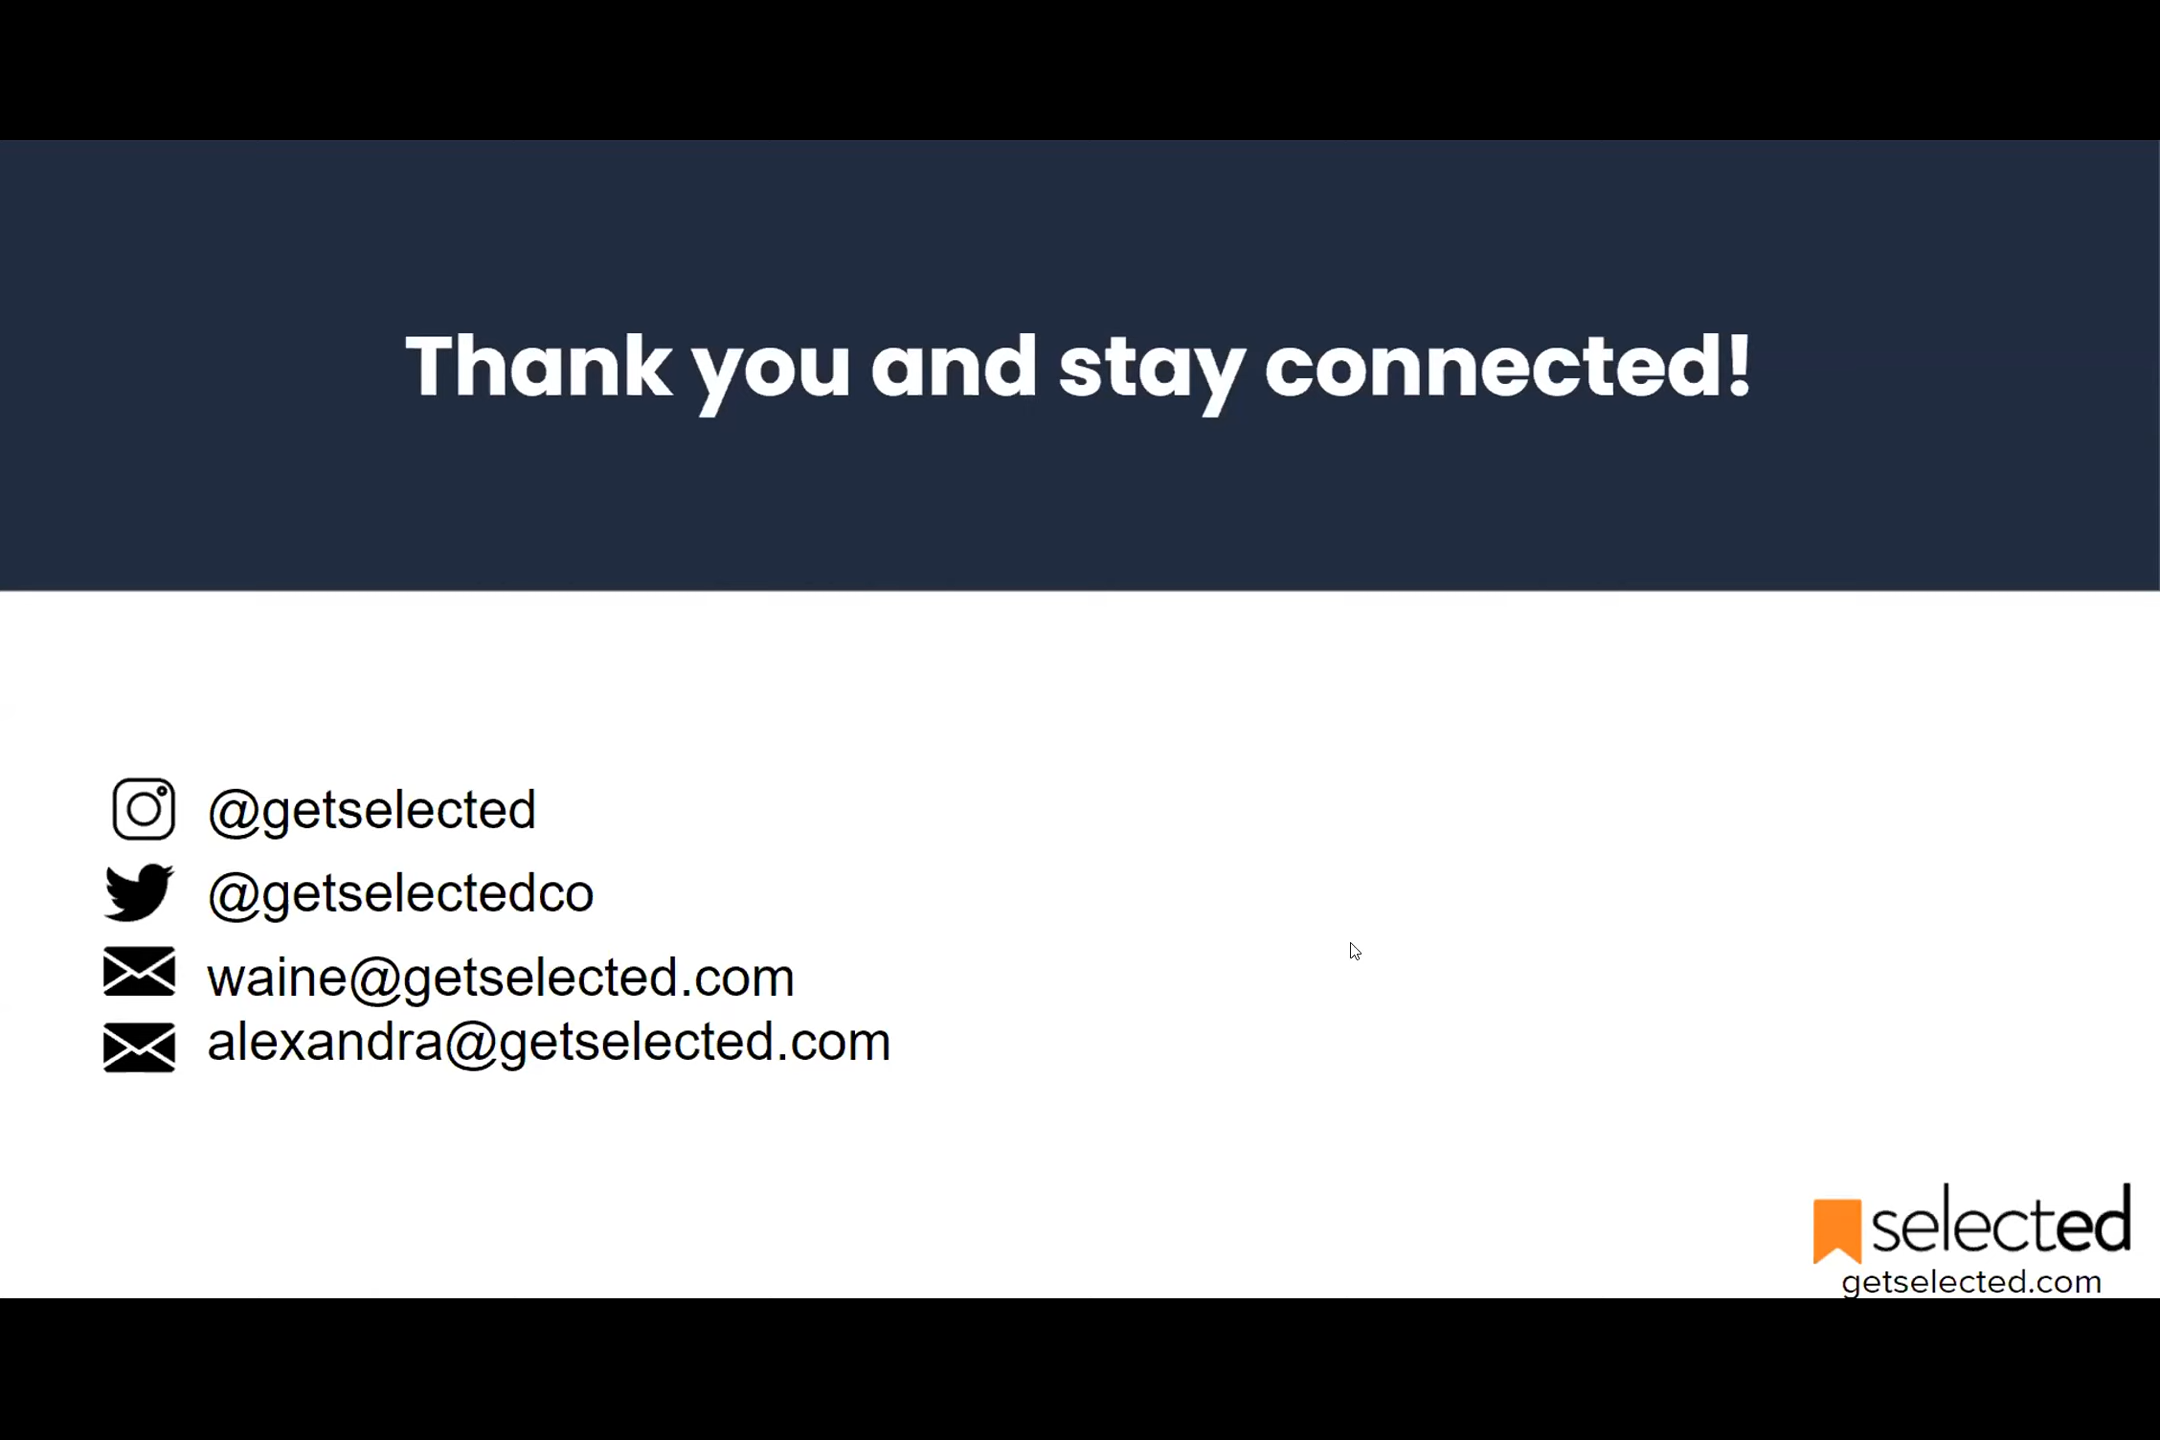 Thank you and stay connected!
@getselected
@getselectedco
waine@getselected.com
alexandra@getselected.com
selected
getselected.com